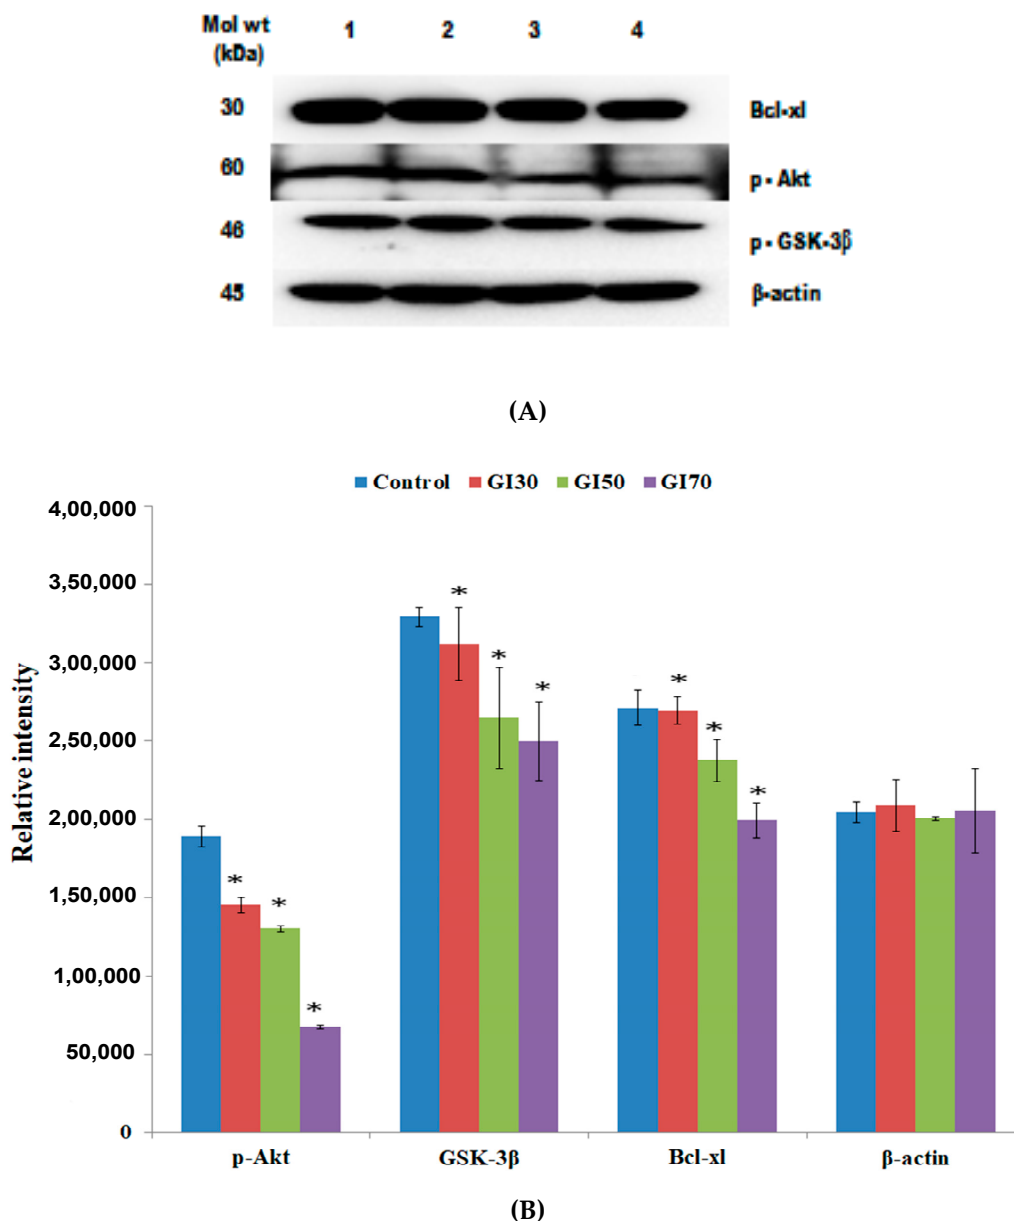 Mol wt
(kDa)
1 2 3 4
30 Bcl-xl
60 p-Akt
46 p-GSK-3β
45 β-actin
(A)
Control GI30 GI50 GI70
4,00,000
3,50,000
3,00,000
2,50,000
2,00,000
1,50,000
1,00,000
50,000
0
Relative intensity
* * *
* * *
* * *
p-Akt GSK-3β Bcl-xl β-actin
(B)